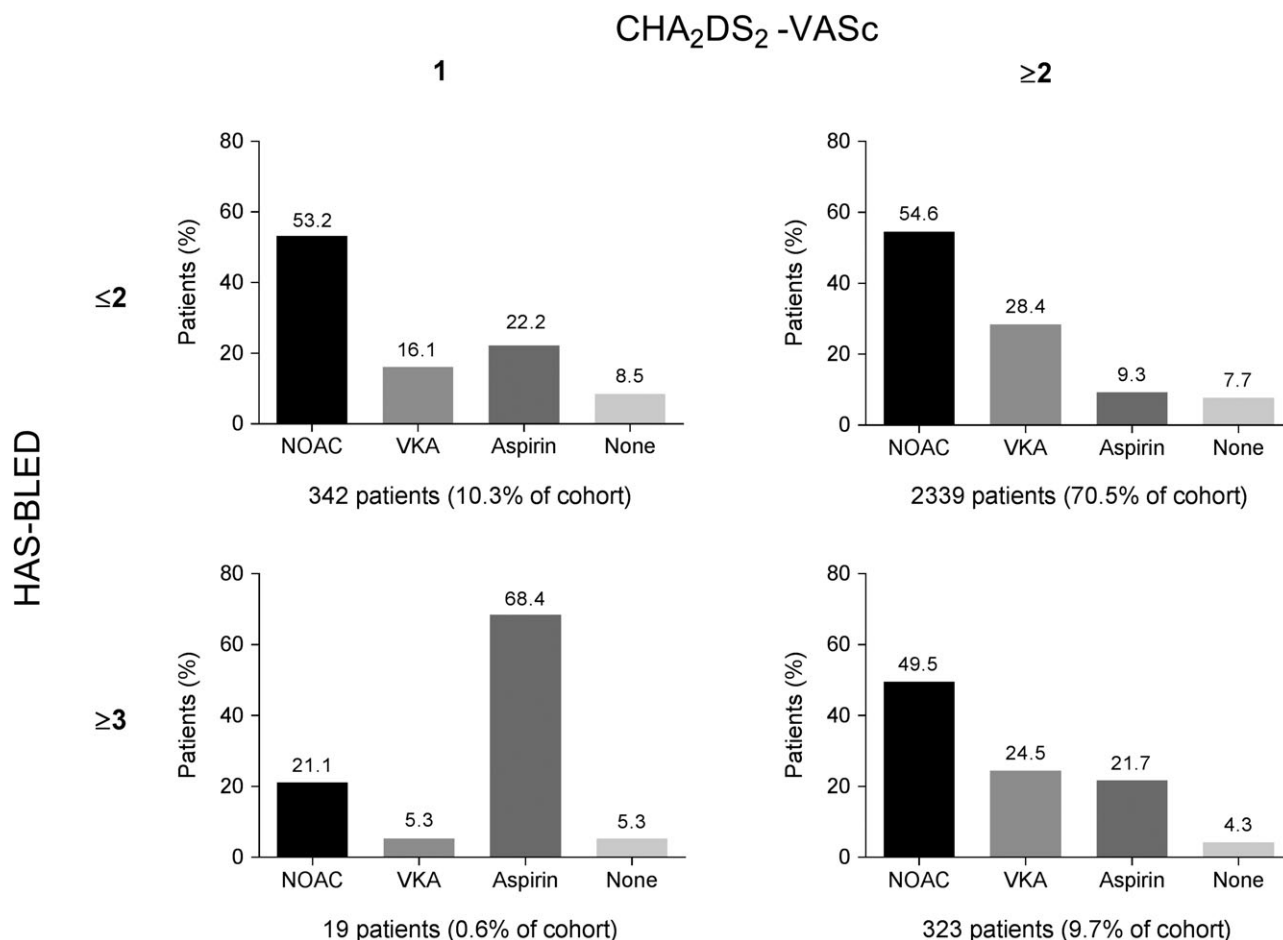 CHA₂DS₂ -VASc
1
≥2
HAS-BLED
≤2
Patients (%)
80
60
40
20
0
53.2
16.1
22.2
8.5
NOAC VKA Aspirin None
342 patients (10.3% of cohort)
Patients (%)
80
60
40
20
0
54.6
28.4
9.3
7.7
NOAC VKA Aspirin None
2339 patients (70.5% of cohort)
≥3
Patients (%)
80
60
40
20
0
21.1
5.3
68.4
5.3
NOAC VKA Aspirin None
19 patients (0.6% of cohort)
Patients (%)
80
60
40
20
0
49.5
24.5
21.7
4.3
NOAC VKA Aspirin None
323 patients (9.7% of cohort)